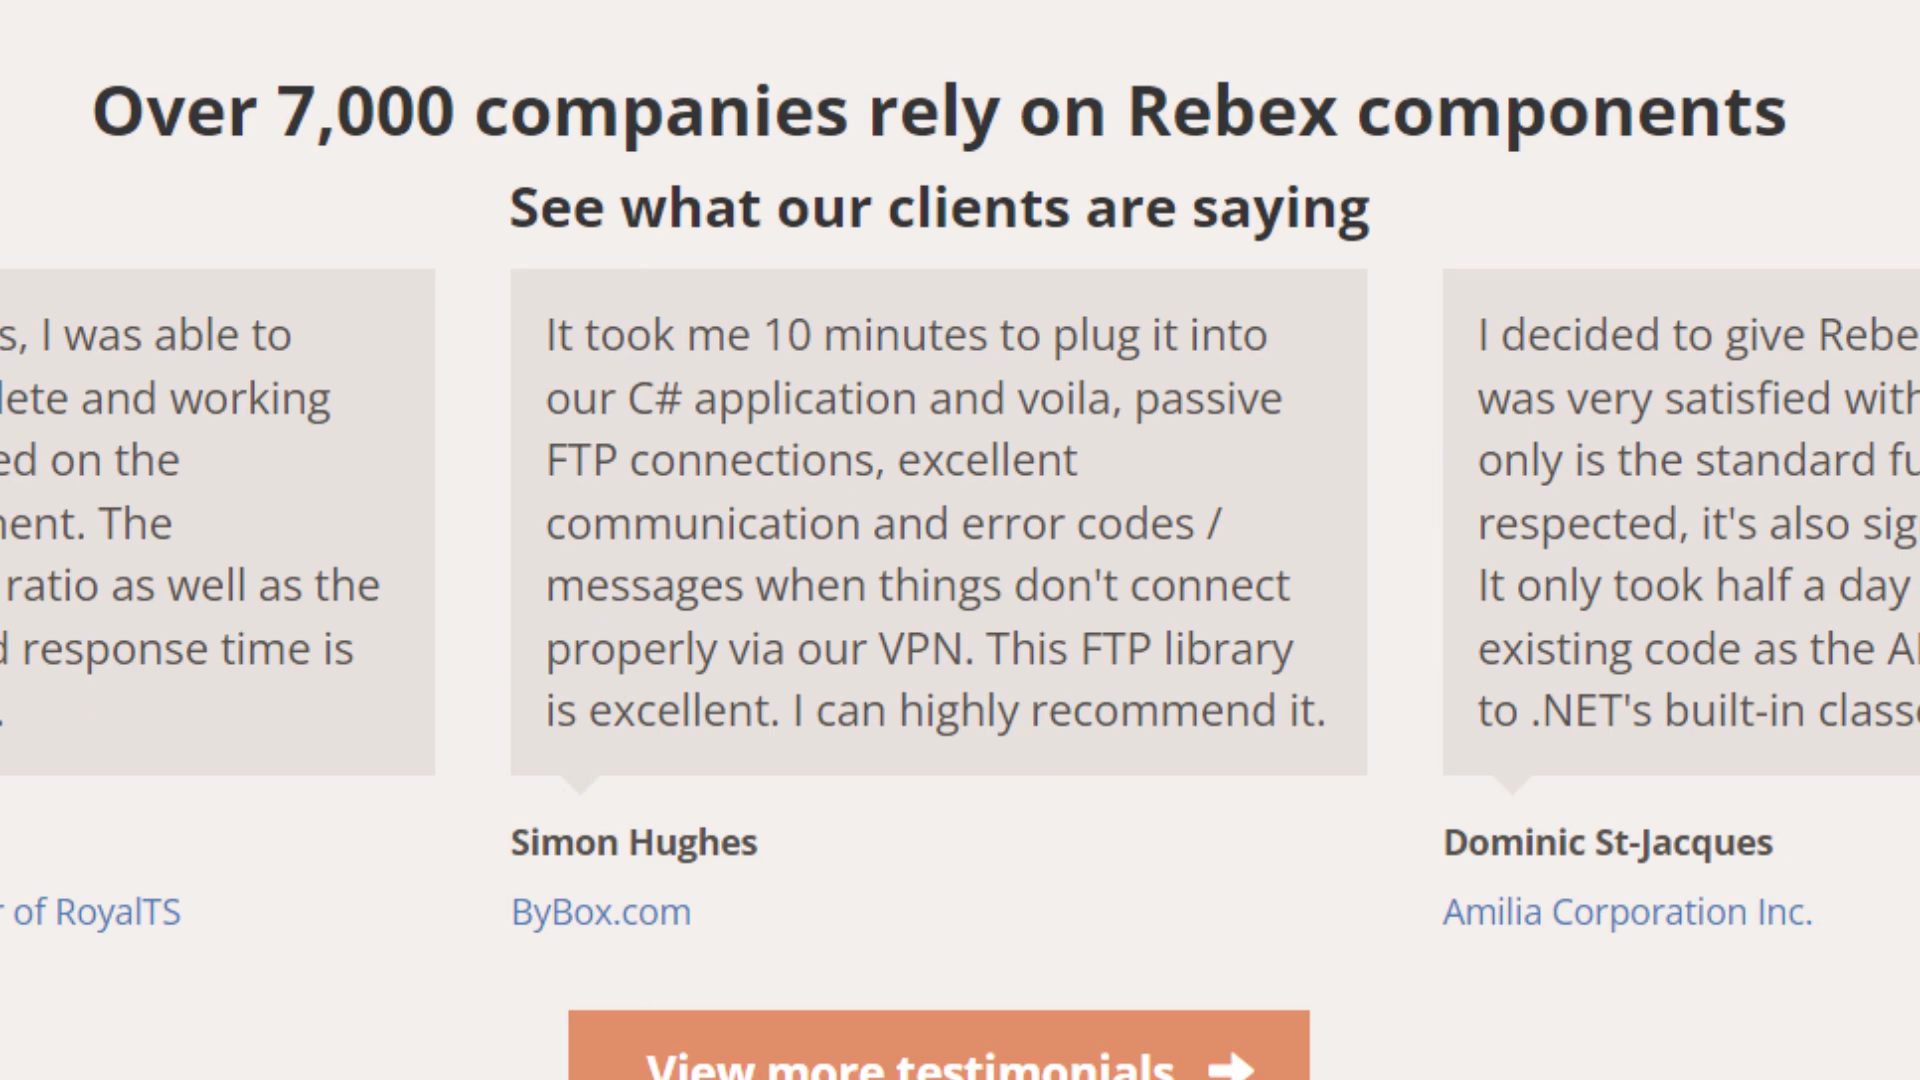 Over 7,000 companies rely on Rebex components
See what our clients are saying
s, I was able to
lete and working
ed on the
ment. The
ratio as well as the
d response time is
.
of RoyalTS
It took me 10 minutes to plug it into
our C# application and voila, passive
FTP connections, excellent
communication and error codes /
messages when things don't connect
properly via our VPN. This FTP library
is excellent. I can highly recommend it.
Simon Hughes
ByBox.com
I decided to give Rebe
was very satisfied with
only is the standard fu
respected, it's also sig
It only took half a day
existing code as the A
to .NET's built-in class
Dominic St-Jacques
Amilia Corporation Inc.
View more testimonials